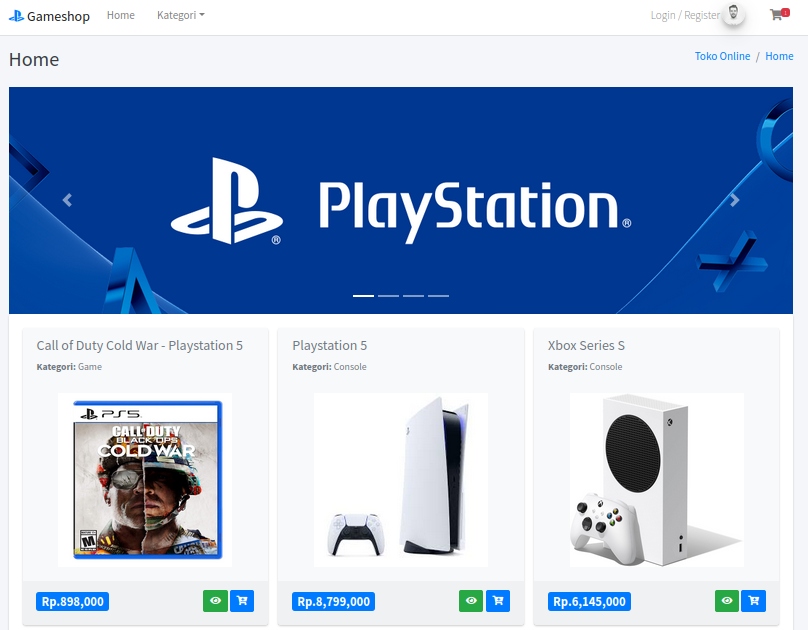 Gameshop
Home
Kategori
Login / Register
Home
Toko Online / Home
PlayStation®
Call of Duty Cold War - Playstation 5
Kategori: Game
PS5
CALL OF DUTY
BLACK OPS
COLD WAR
M
Rp.898,000
Playstation 5
Kategori: Console
Rp.8,799,000
Xbox Series S
Kategori: Console
Rp.6,145,000